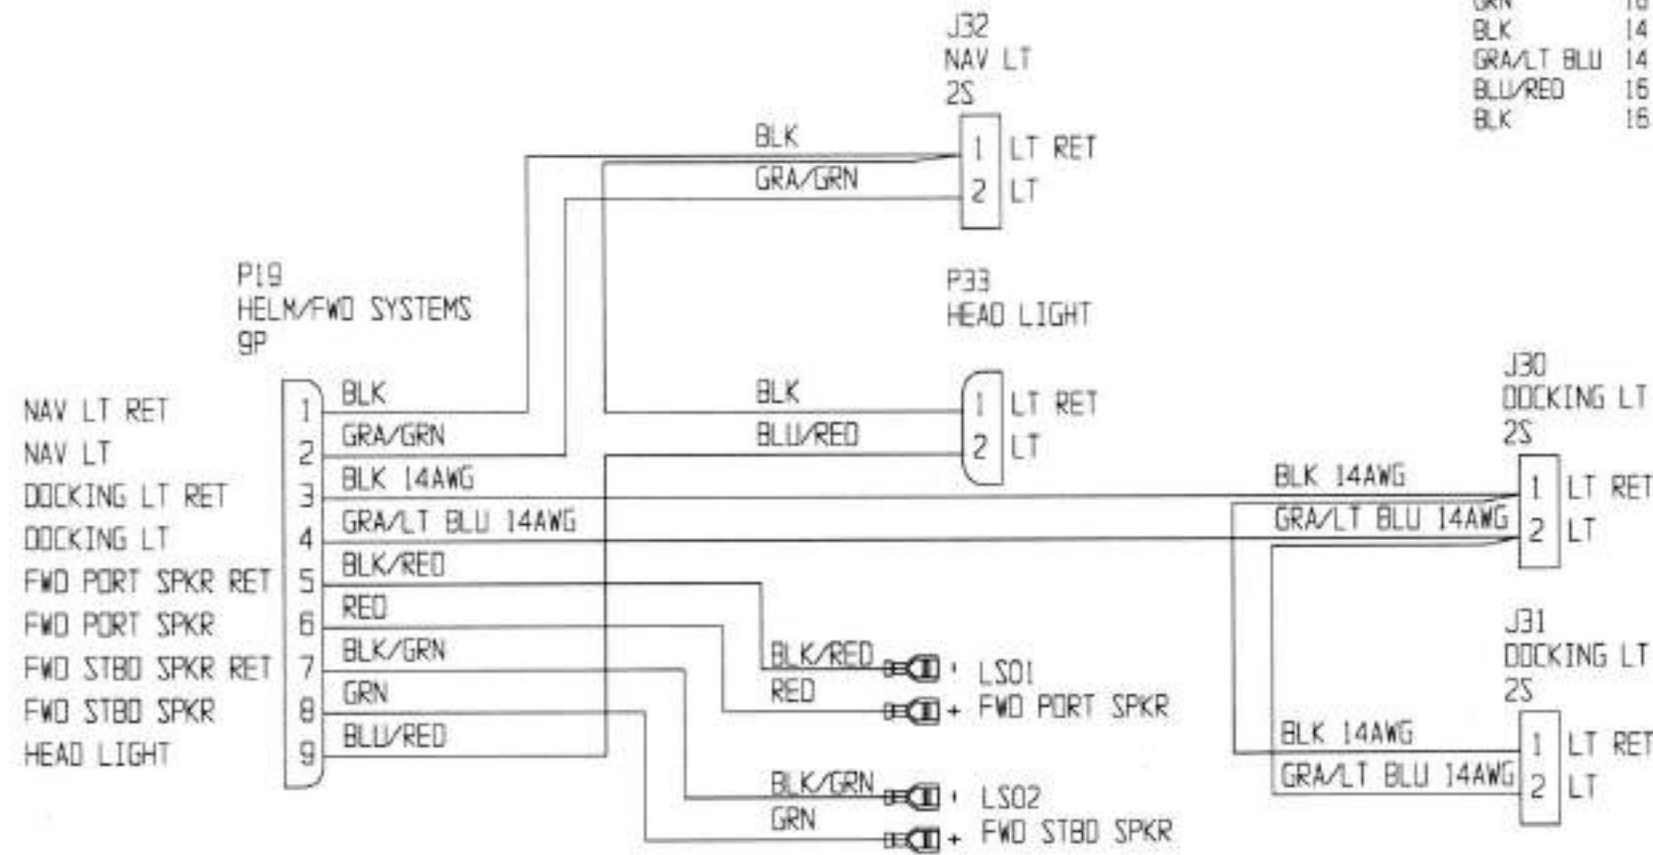 BLK 14
GRA/LT BLU 14
BLU/RED 16
BLK 16
J32
NAV LT
2S
BLK
1 LT RET
GRA/GRN
2 LT
P19
HELM/FWD SYSTEMS
9P
P33
HEAD LIGHT
BLK
1 LT RET
BLU/RED
2 LT
J30
DOCKING LT
2S
BLK 14AWG
1 LT RET
GRA/LT BLU 14AWG
2 LT
NAV LT RET 1 BLK
NAV LT 2 GRA/GRN
DOCKING LT RET 3 BLK 14AWG
DOCKING LT 4 GRA/LT BLU 14AWG
FWD PORT SPKR RET 5 BLK/RED
FWD PORT SPKR 6 RED
FWD STBD SPKR RET 7 BLK/GRN
FWD STBD SPKR 8 GRN
HEAD LIGHT 9 BLU/RED
BLK/RED - LS01
RED + FWD PORT SPKR
BLK/GRN - LS02
GRN + FWD STBD SPKR
J31
DOCKING LT
2S
BLK 14AWG
1 LT RET
GRA/LT BLU 14AWG
2 LT